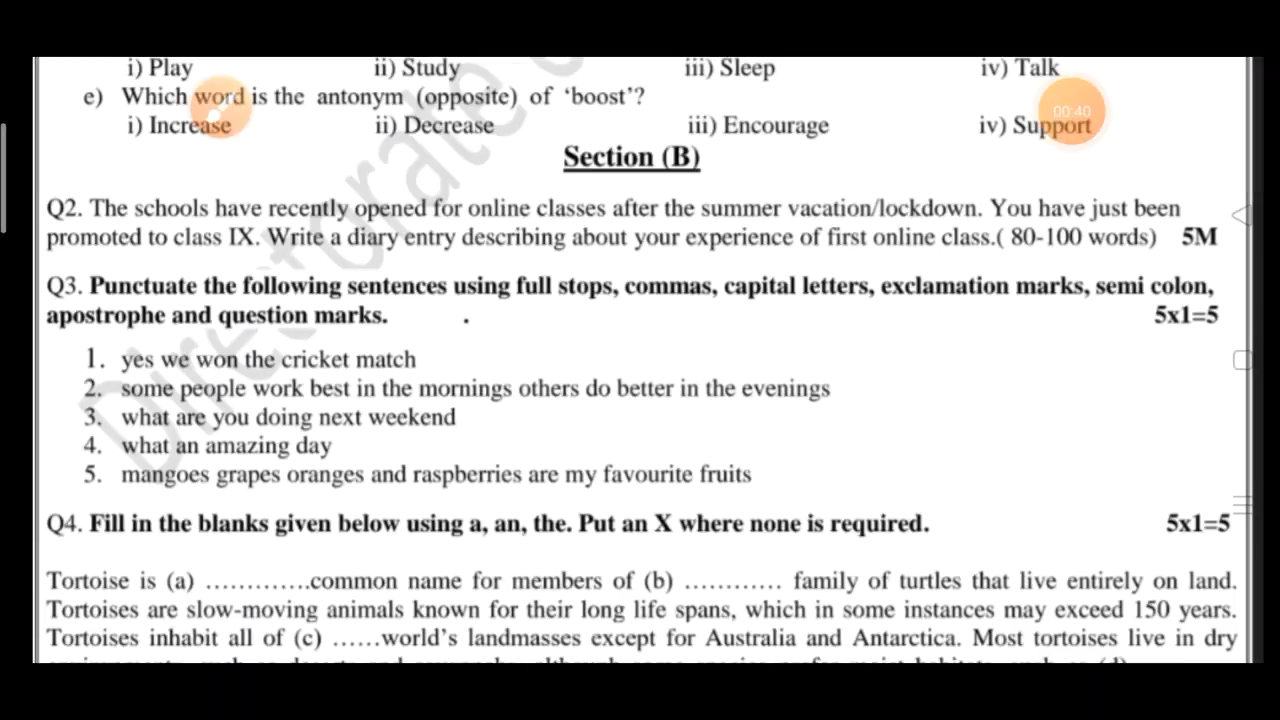 i) Play ii) Study iii) Sleep iv) Talk
e) Which word is the antonym (opposite) of ‘boost’?
00:40
i) Increase ii) Decrease iii) Encourage iv) Support
Section (B)
Q2. The schools have recently opened for online classes after the summer vacation/lockdown. You have just been
promoted to class IX. Write a diary entry describing about your experience of first online class.( 80-100 words) 5M
Q3. Punctuate the following sentences using full stops, commas, capital letters, exclamation marks, semi colon,
apostrophe and question marks. . 5x1=5
1. yes we won the cricket match
2. some people work best in the mornings others do better in the evenings
3. what are you doing next weekend
4. what an amazing day
5. mangoes grapes oranges and raspberries are my favourite fruits
Q4. Fill in the blanks given below using a, an, the. Put an X where none is required. 5x1=5
Tortoise is (a) ………….common name for members of (b) ………… family of turtles that live entirely on land.
Tortoises are slow-moving animals known for their long life spans, which in some instances may exceed 150 years.
Tortoises inhabit all of (c) ……world’s landmasses except for Australia and Antarctica. Most tortoises live in dry
Directorate